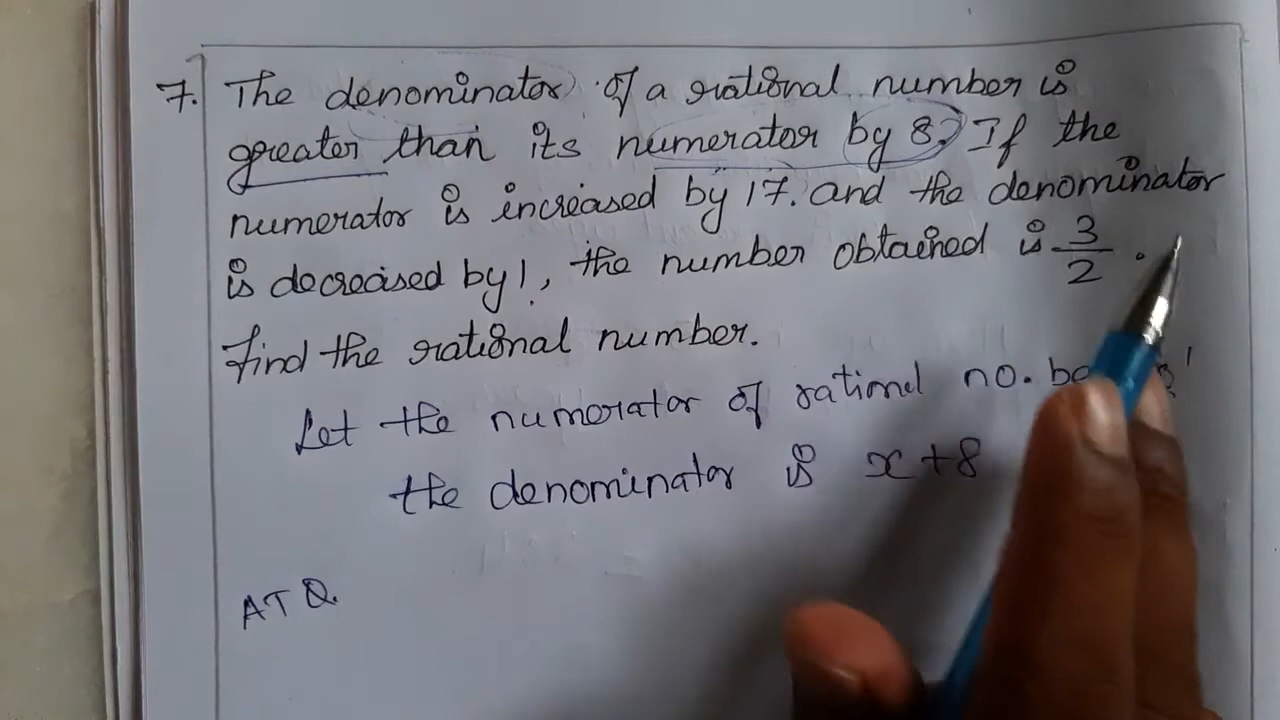 7. The denominator of a rational number is
greater than its numerator by 8. If the
numerator is increased by 17. and the denominator
is decreased by 1, the number obtained is 3/2.
find the rational number.
Let the numerator of rational no. be
the denominator is x+8
ATQ.